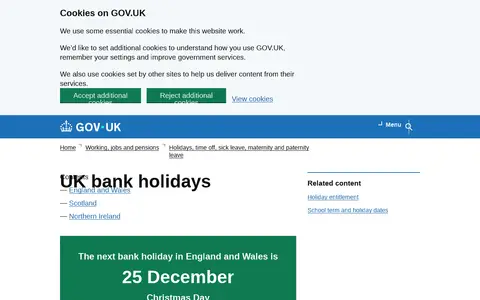 Cookies on GOV.UK
We use some essential cookies to make this website work.
We'd like to set additional cookies to understand how you use GOV.UK,
remember your settings and improve government services.
We also use cookies set by other sites to help us deliver content from their
services.
Accept additional
cookies
Reject additional
cookies
View cookies
GOV·UK
Menu
Home
Working, jobs and pensions
Holidays, time off, sick leave, maternity and paternity
leave
UK bank holidays
— England and Wales
— Scotland
— Northern Ireland
Related content
Holiday entitlement
School term and holiday dates
The next bank holiday in England and Wales is
25 December
Christmas Day